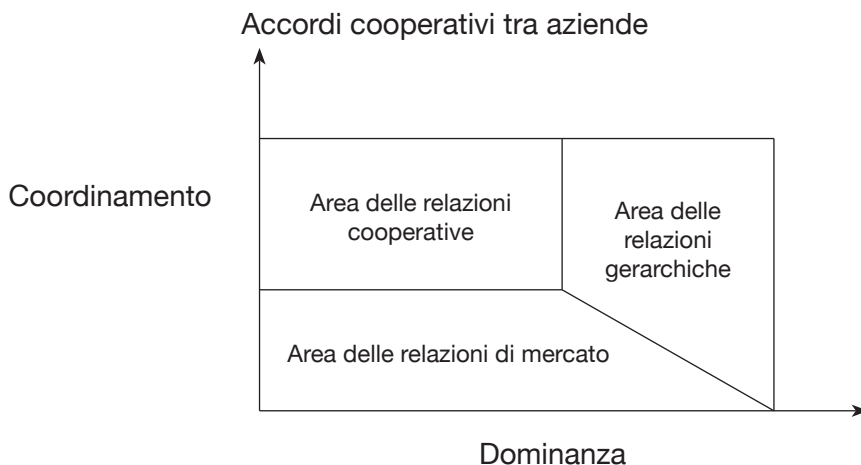 Accordi cooperativi tra aziende
Coordinamento
Area delle relazioni
cooperative
Area delle
relazioni
gerarchiche
Area delle relazioni di mercato
Dominanza